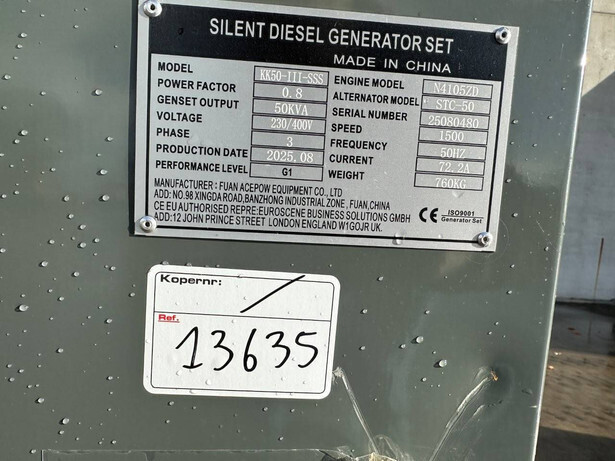 SILENT DIESEL GENERATOR SET
MADE IN CHINA
MODEL KK50-III-SSS ENGINE MODEL N4105ZD
POWER FACTOR 0.8 ALTERNATOR MODEL STC-50
GENSET OUTPUT 50KVA SERIAL NUMBER 25080480
VOLTAGE 230/400V SPEED 1500
PHASE 3 FREQUENCY 50HZ
PRODUCTION DATE 2025.08 CURRENT 72.2A
PERFORMANCE LEVEL G1 WEIGHT 760KG
MANUFACTURER : FUAN ACEPOW EQUIPMENT CO., LTD
ADD: NO.98 XINGDA ROAD,BANZHONG INDUSTRIAL ZONE , FUAN,CHINA
CE EU AUTHORISED REPRE: EUROSCENE BUSINESS SOLUTIONS GMBH
ADD:12 JOHN PRINCE STREET LONDON ENGLAND W1GOJR UK.
CE ISO9001
Generator Set
Kopernr: /
Ref.
13635